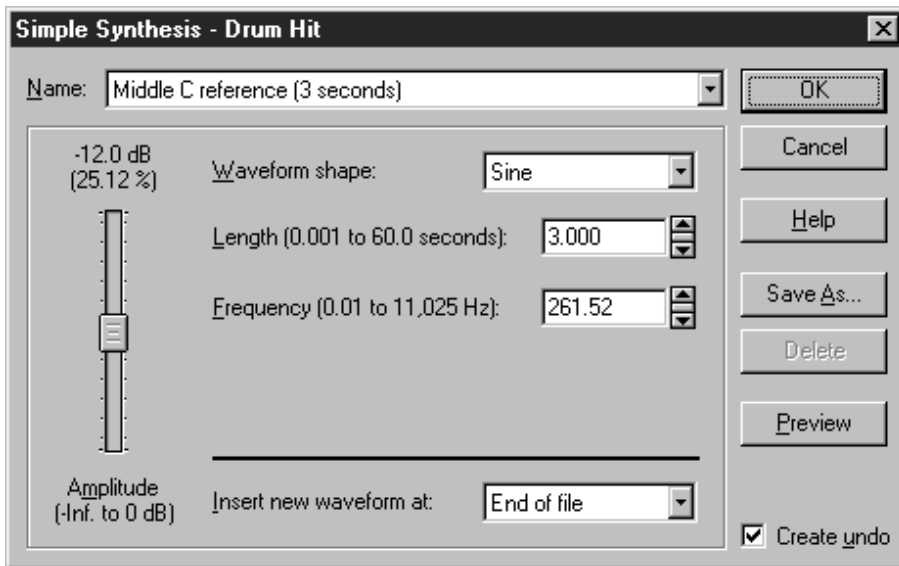 Simple Synthesis - Drum Hit
Name: Middle C reference (3 seconds)
OK
Cancel
Help
Save As...
Delete
Preview
Create undo
-12.0 dB
(25.12 %)
Amplitude
(-Inf. to 0 dB)
Waveform shape: Sine
Length (0.001 to 60.0 seconds): 3.000
Frequency (0.01 to 11,025 Hz): 261.52
Insert new waveform at: End of file